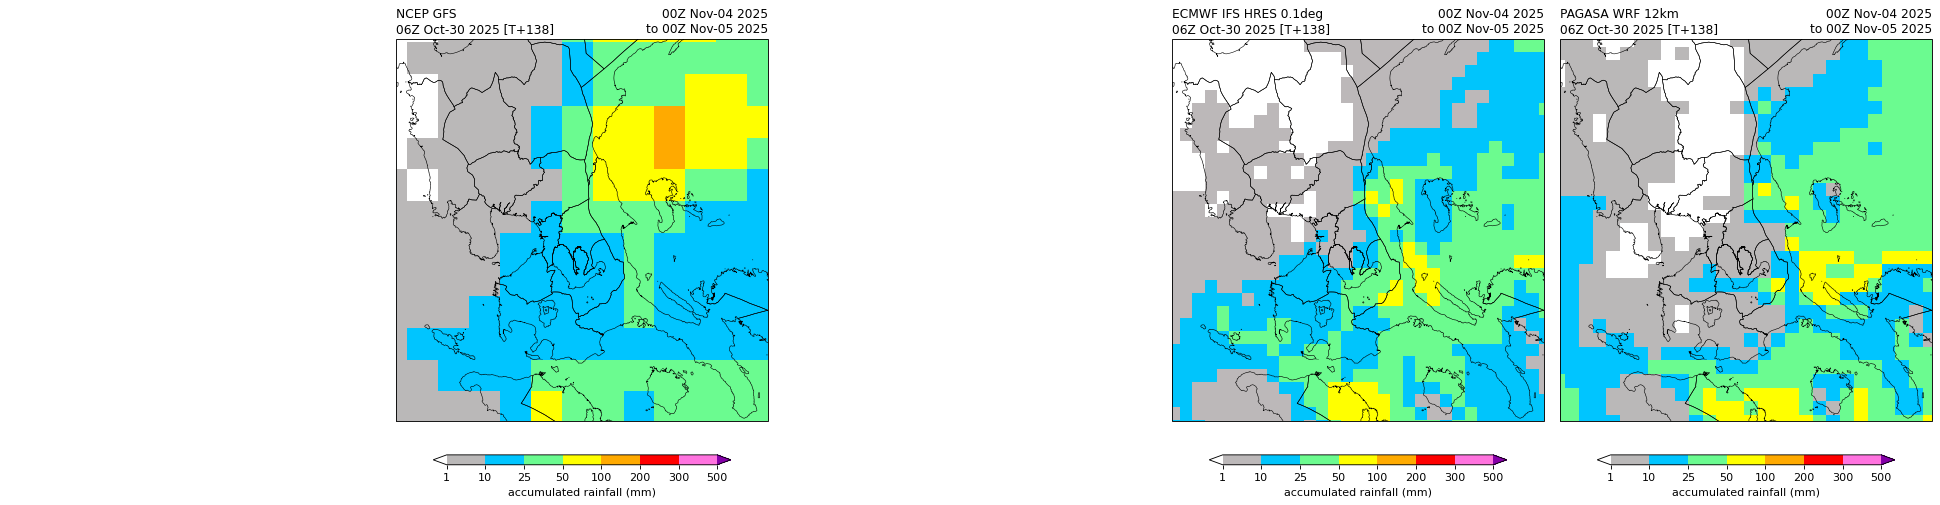 NCEP GFS 00Z Nov-04 2025
06Z Oct-30 2025 [T+138] to 00Z Nov-05 2025
1 10 25 50 100 200 300 500
accumulated rainfall (mm)
ECMWF IFS HRES 0.1deg 00Z Nov-04 2025
06Z Oct-30 2025 [T+138] to 00Z Nov-05 2025
1 10 25 50 100 200 300 500
accumulated rainfall (mm)
PAGASA WRF 12km 00Z Nov-04 2025
06Z Oct-30 2025 [T+138] to 00Z Nov-05 2025
1 10 25 50 100 200 300 500
accumulated rainfall (mm)